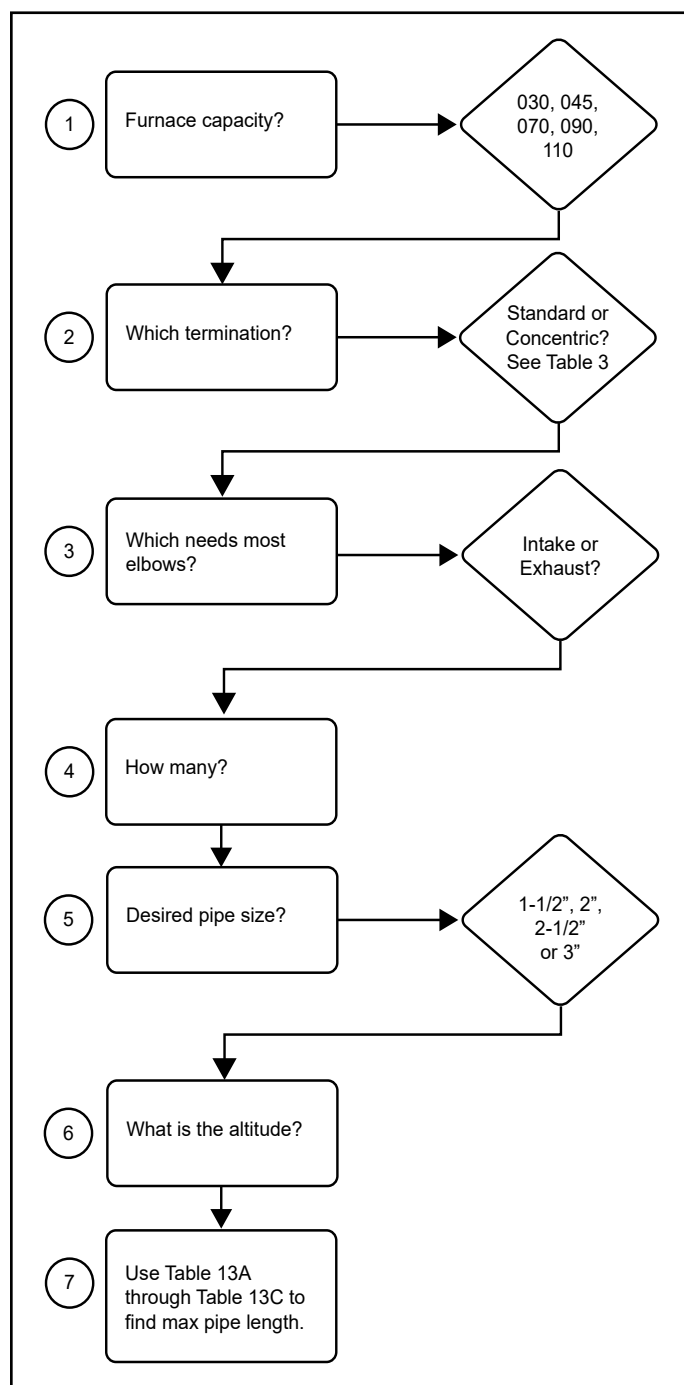 1
Furnace capacity?
030, 045,
070, 090,
110
2
Which termination?
Standard or
Concentric?
See Table 3
3
Which needs most
elbows?
Intake or
Exhaust?
4
How many?
5
Desired pipe size?
1-1/2”, 2”,
2-1/2”
or 3”
6
What is the altitude?
7
Use Table 13A
through Table 13C to
find max pipe length.